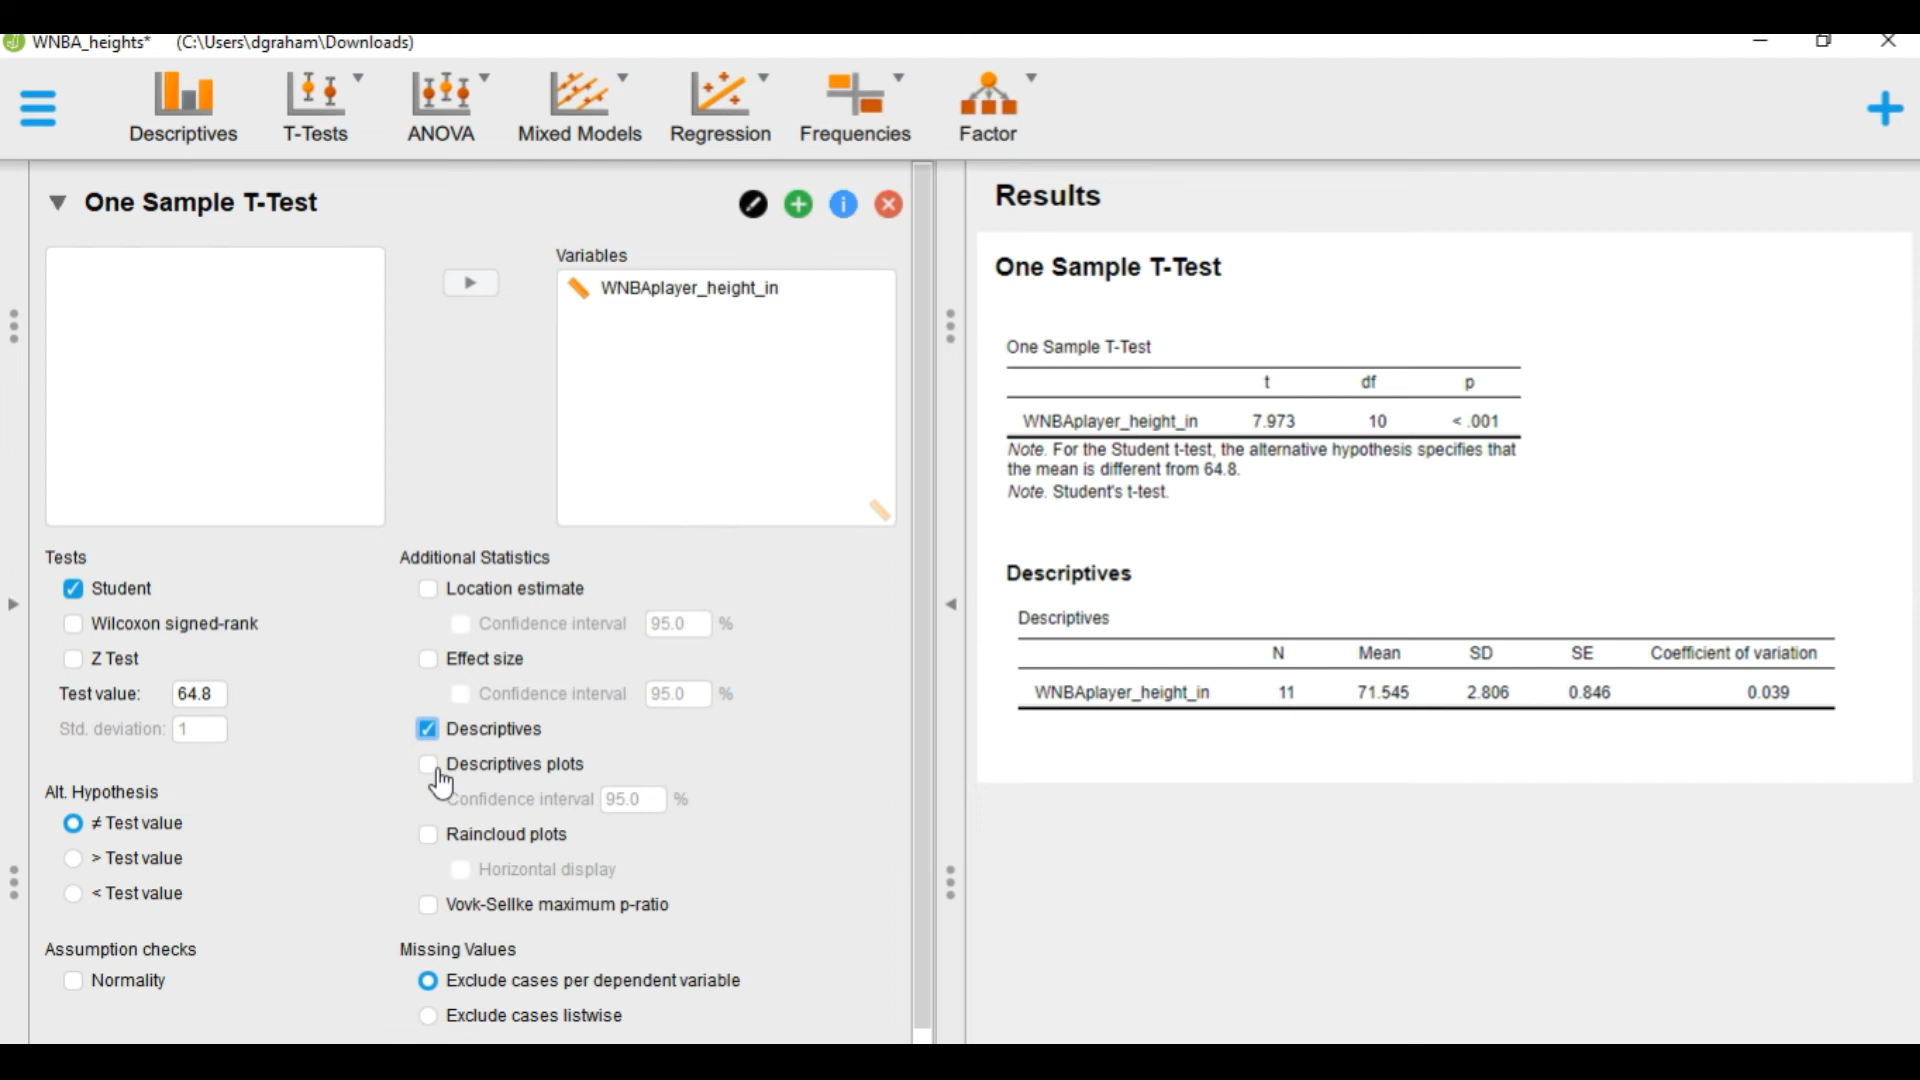 WNBA_heights* (C:\Users\dgraham\Downloads)
Descriptives T-Tests ANOVA Mixed Models Regression Frequencies Factor
One Sample T-Test
Variables
WNBAplayer_height_in
Tests
Student
Wilcoxon signed-rank
Z Test
Test value: 64.8
Std. deviation: 1
Alt. Hypothesis
≠ Test value
> Test value
< Test value
Assumption checks
Normality
Additional Statistics
Location estimate
Confidence interval 95.0 %
Effect size
Confidence interval 95.0 %
Descriptives
Descriptives plots
Confidence interval 95.0 %
Raincloud plots
Horizontal display
Vovk-Sellke maximum p-ratio
Missing Values
Exclude cases per dependent variable
Exclude cases listwise
Results
One Sample T-Test
One Sample T-Test
t df p
WNBAplayer_height_in 7.973 10 < .001
Note. For the Student t-test, the alternative hypothesis specifies that
the mean is different from 64.8.
Note. Student's t-test.
Descriptives
Descriptives
N Mean SD SE Coefficient of variation
WNBAplayer_height_in 11 71.545 2.806 0.846 0.039